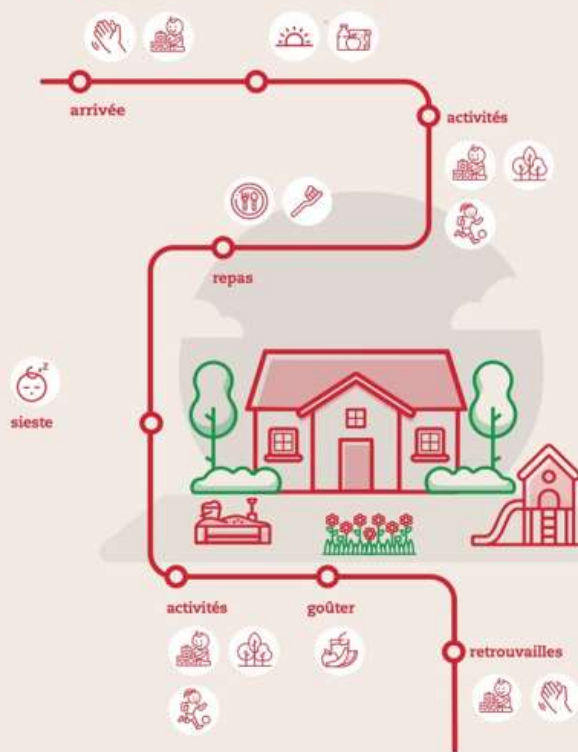 arrivée
activités
repas
sieste
activités
goûter
retrouvailles